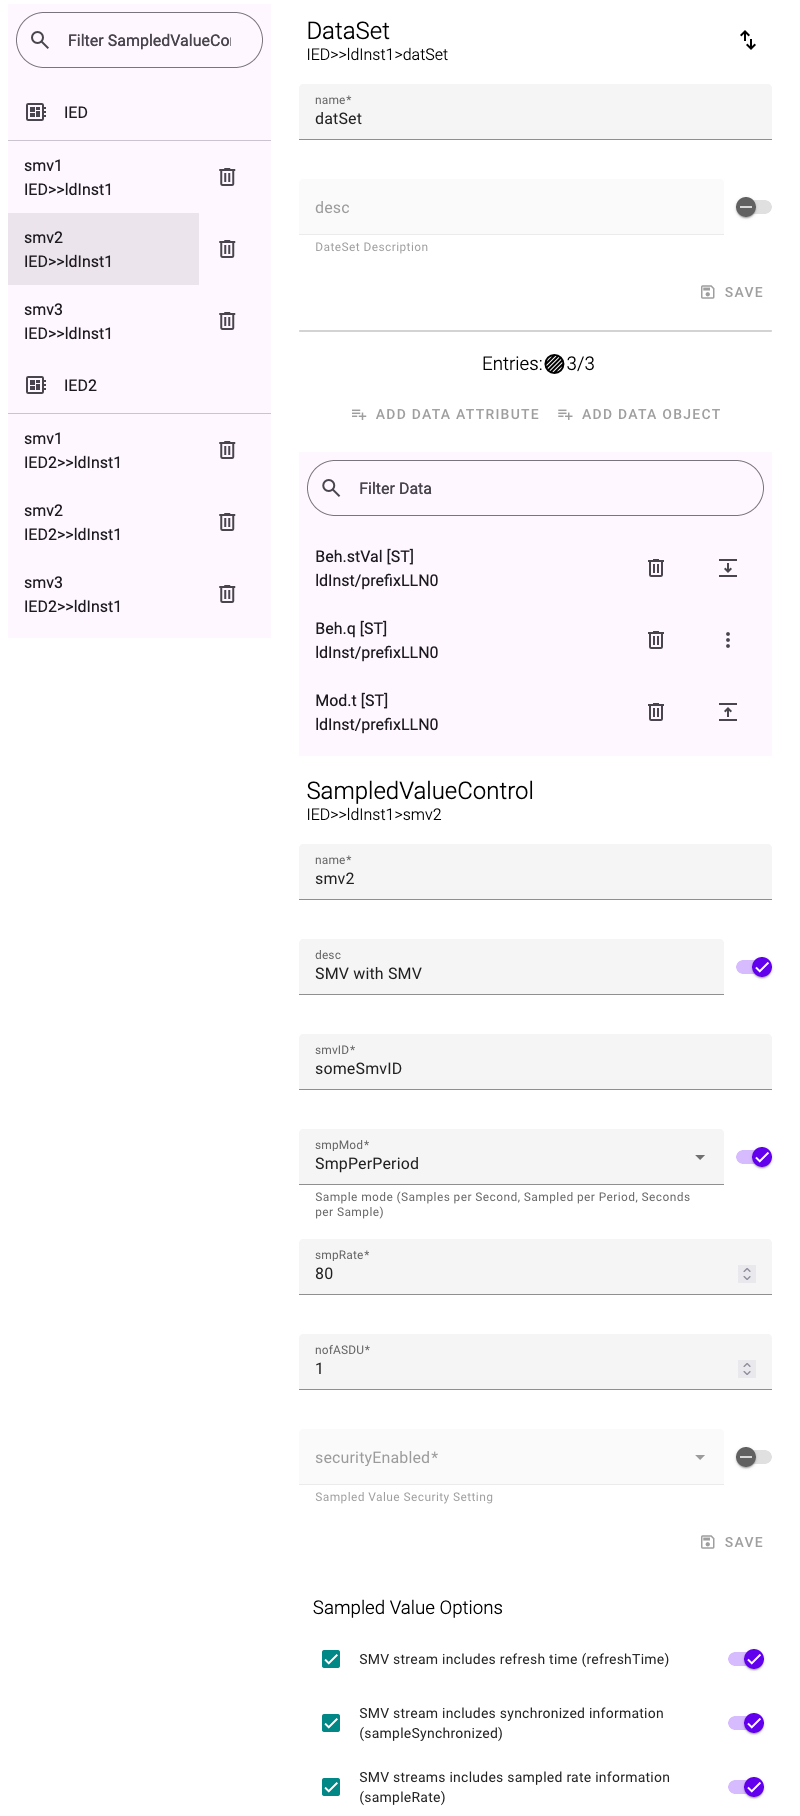 Filter SampledValueCo
IED
smv1
IED>>ldInst1
smv2
IED>>ldInst1
smv3
IED>>ldInst1
IED2
smv1
IED2>>ldInst1
smv2
IED2>>ldInst1
smv3
IED2>>ldInst1
DataSet
IED>>ldInst1>datSet
name*
datSet
desc
DateSet Description
SAVE
Entries: 3/3
ADD DATA ATTRIBUTE ADD DATA OBJECT
Filter Data
Beh.stVal [ST]
ldInst/prefixLLN0
Beh.q [ST]
ldInst/prefixLLN0
Mod.t [ST]
ldInst/prefixLLN0
SampledValueControl
IED>>ldInst1>smv2
name*
smv2
desc
SMV with SMV
smvID*
someSmvID
smpMod*
SmpPerPeriod
Sample mode (Samples per Second, Sampled per Period, Seconds
per Sample)
smpRate*
80
nofASDU*
1
securityEnabled*
Sampled Value Security Setting
SAVE
Sampled Value Options
SMV stream includes refresh time (refreshTime)
SMV stream includes synchronized information
(sampleSynchronized)
SMV streams includes sampled rate information
(sampleRate)